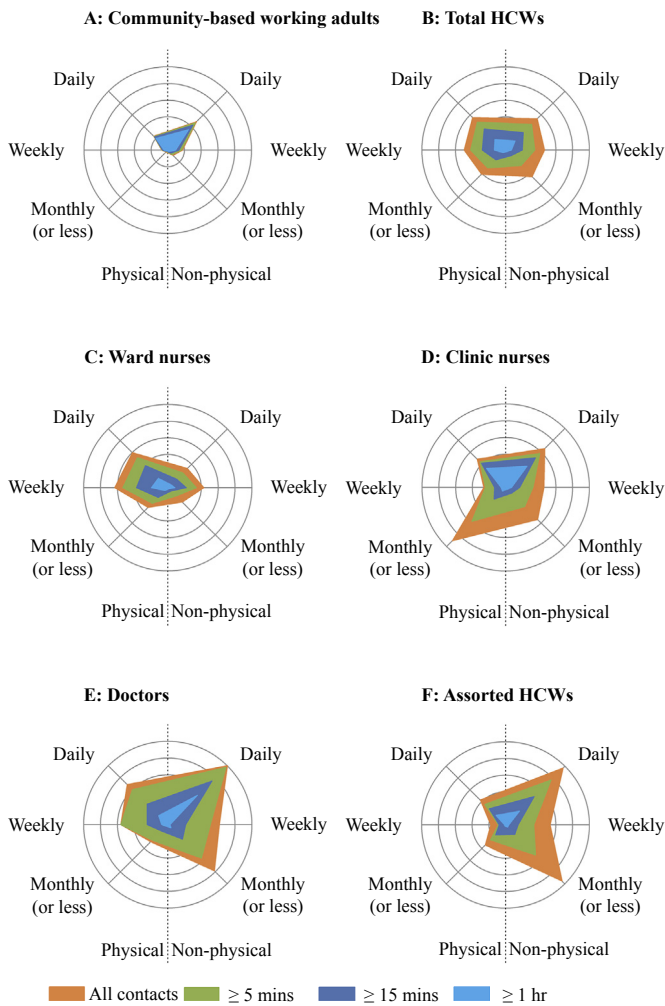 A: Community-based working adults
B: Total HCWs
Daily Daily Daily Daily
Weekly Weekly Weekly Weekly
Monthly Monthly Monthly Monthly
(or less) (or less) (or less) (or less)
Physical Non-physical Physical Non-physical
C: Ward nurses
D: Clinic nurses
Daily Daily Daily Daily
Weekly Weekly Weekly Weekly
Monthly Monthly Monthly Monthly
(or less) (or less) (or less) (or less)
Physical Non-physical Physical Non-physical
E: Doctors
F: Assorted HCWs
Daily Daily Daily Daily
Weekly Weekly Weekly Weekly
Monthly Monthly Monthly Monthly
(or less) (or less) (or less) (or less)
Physical Non-physical Physical Non-physical
All contacts ≥ 5 mins ≥ 15 mins ≥ 1 hr